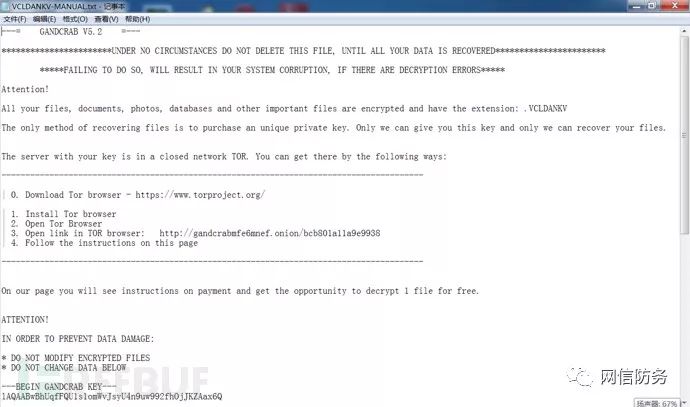 VCLDANKV-MANUAL.txt - 记事本
文件(F) 编辑(E) 格式(O) 查看(V) 帮助(H)
---= GANDCRAB V5.2 =---
***********************UNDER NO CIRCUMSTANCES DO NOT DELETE THIS FILE, UNTIL ALL YOUR DATA IS RECOVERED***********************
*****FAILING TO DO SO, WILL RESULT IN YOUR SYSTEM CORRUPTION, IF THERE ARE DECRYPTION ERRORS*****
Attention!
All your files, documents, photos, databases and other important files are encrypted and have the extension: .VCLDANKV
The only method of recovering files is to purchase an unique private key. Only we can give you this key and only we can recover your files.
The server with your key is in a closed network TOR. You can get there by the following ways:
----------------------------------------------------------------------------------------
| 0. Download Tor browser - https://www.torproject.org/
| 1. Install Tor browser
| 2. Open Tor Browser
| 3. Open link in TOR browser: http://gandcrabmfe6mnef.onion/bcb801a11a9e9938
| 4. Follow the instructions on this page
----------------------------------------------------------------------------------------
On our page you will see instructions on payment and get the opportunity to decrypt 1 file for free.
ATTENTION!
IN ORDER TO PREVENT DATA DAMAGE:
* DO NOT MODIFY ENCRYPTED FILES
* DO NOT CHANGE DATA BELOW
---BEGIN GANDCRAB KEY---
lAQAABwBhUqfFQUls1omWvJsyU4n9uw992fhOjJKZAax6Q
REEBUF
网信防务
扬声器: 67%